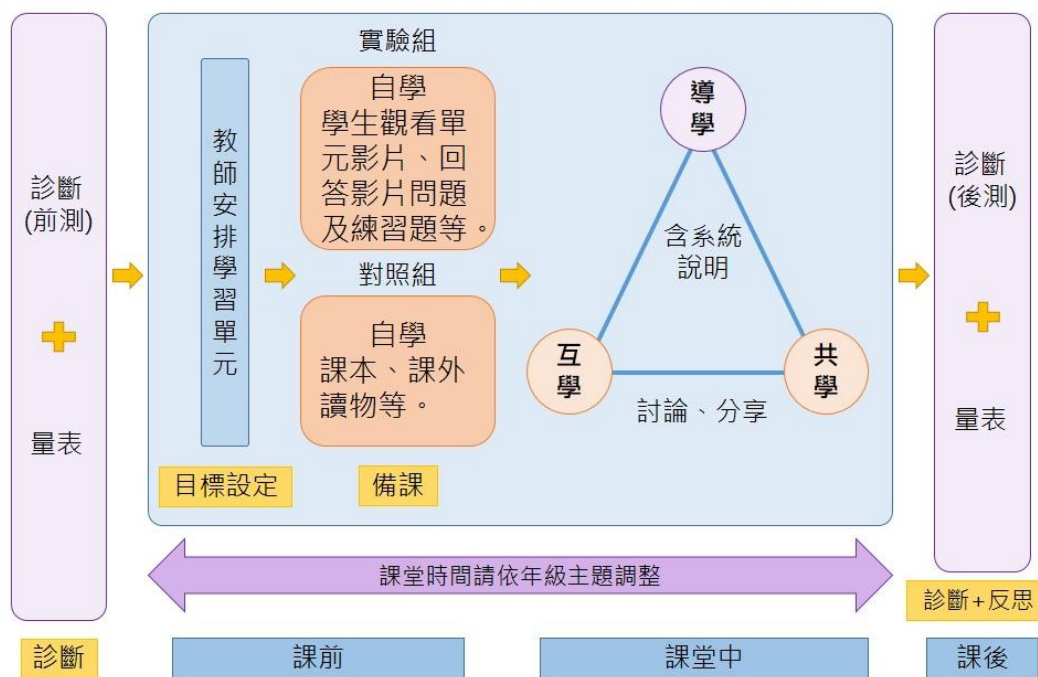 診斷
(前測)
量表
教師安排學習單元
目標設定
實驗組
自學
學生觀看單
元影片、回
答影片問題
及練習題等。
對照組
自學
課本、課外
讀物等。
備課
導
學
含系統
說明
互
學
共
學
討論、分享
診斷
(後測)
量表
課堂時間請依年級主題調整
診斷+反思
診斷
課前
課堂中
課後